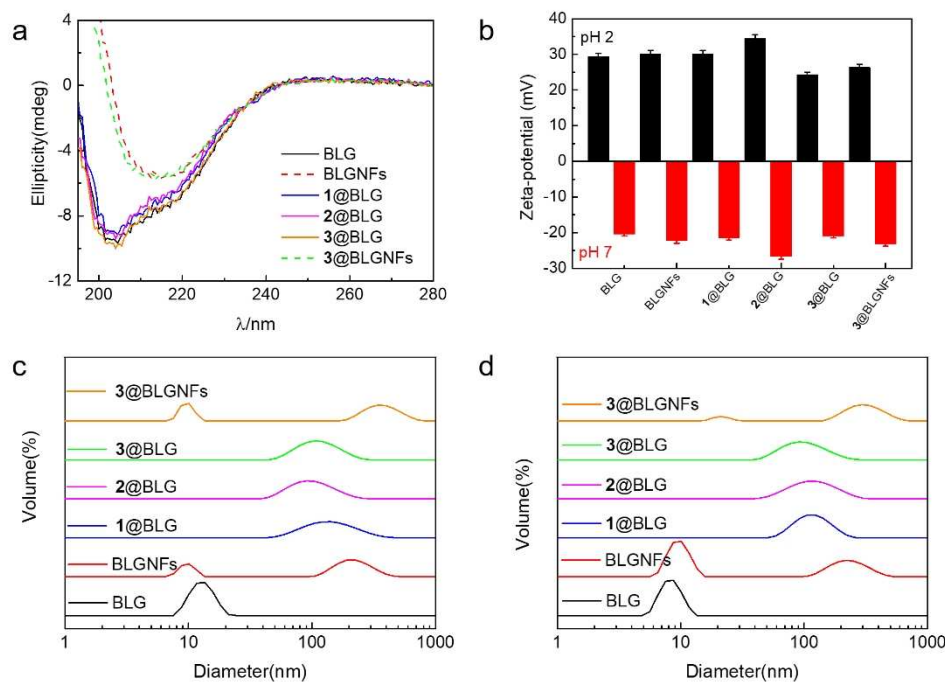 a
4
0
-4
-8
-12
Ellipticity(mdeg)
200 220 240 260 280
λ/nm
BLG
BLGNFs
1@BLG
2@BLG
3@BLG
3@BLGNFs
b
40
30
20
10
0
-10
-20
-30
Zeta-potential (mV)
pH 2
pH 7
BLG
BLGNFs
1@BLG
2@BLG
3@BLG
3@BLGNFs
c
Volume(%)
3@BLGNFs
3@BLG
2@BLG
1@BLG
BLGNFs
BLG
1 10 100 1000
Diameter(nm)
d
Volume(%)
3@BLGNFs
3@BLG
2@BLG
1@BLG
BLGNFs
BLG
1 10 100 1000
Diameter(nm)